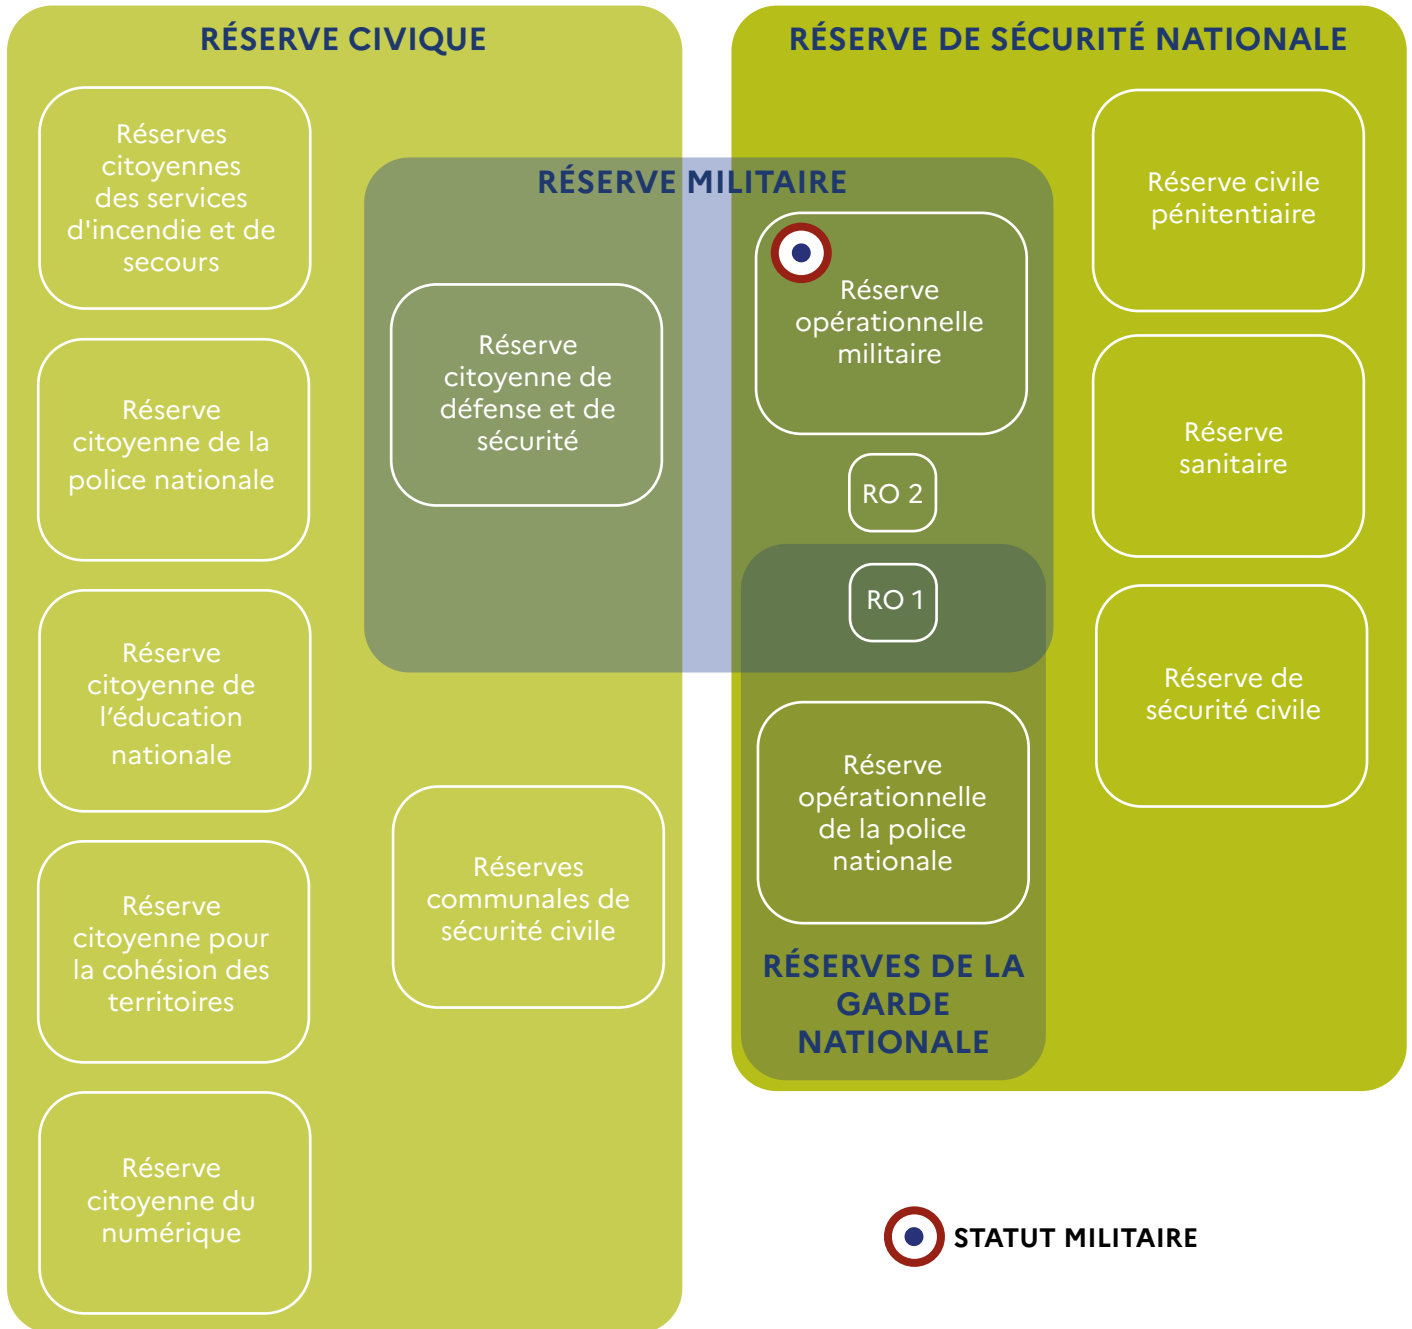 RÉSERVE CIVIQUE
Réserves
citoyennes
des services
d'incendie et de
secours
Réserve
citoyenne de la
police nationale
Réserve
citoyenne de
l’éducation
nationale
Réserve
citoyenne pour
la cohésion des
territoires
Réserve
citoyenne du
numérique
RÉSERVE MILITAIRE
Réserve
citoyenne de
défense et de
sécurité
Réserves
communales de
sécurité civile
RÉSERVE DE SÉCURITÉ NATIONALE
Réserve
opérationnelle
militaire
RO 2
RO 1
Réserve
opérationnelle
de la police
nationale
RÉSERVES DE LA
GARDE
NATIONALE
Réserve civile
pénitentiaire
Réserve
sanitaire
Réserve de
sécurité civile
STATUT MILITAIRE